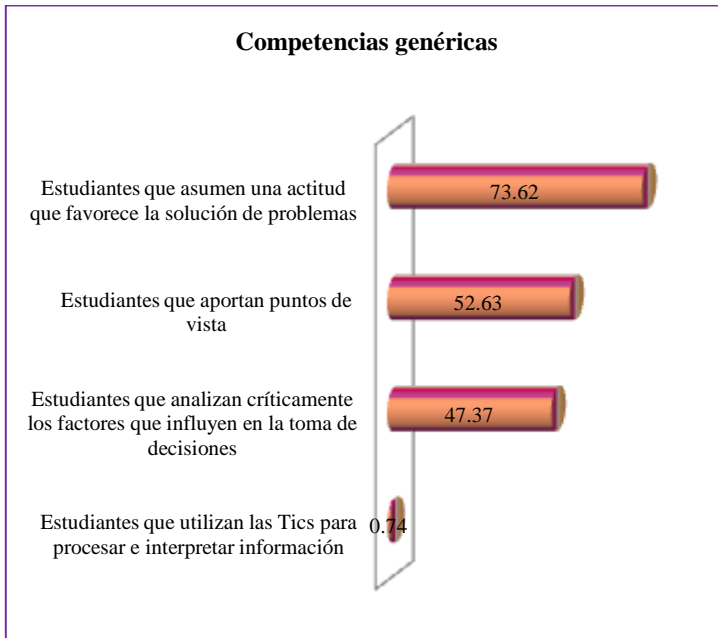 Competencias genéricas
Estudiantes que asumen una actitud
que favorece la solución de problemas
73.62
Estudiantes que aportan puntos de
vista
52.63
Estudiantes que analizan críticamente
los factores que influyen en la toma de
decisiones
47.37
Estudiantes que utilizan las Tics para
procesar e interpretar información
0.74